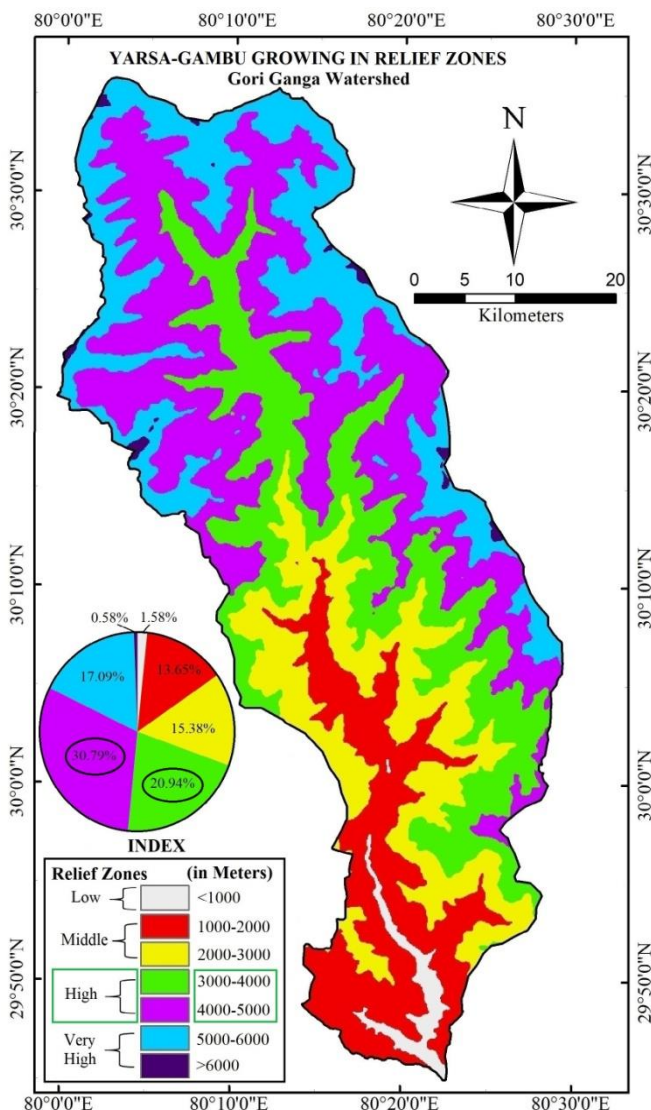 80°0'0"E 80°10'0"E 80°20'0"E 80°30'0"E
YARSA-GAMBU GROWING IN RELIEF ZONES
Gori Ganga Watershed
N
30°30'0"N
30°30'0"N
0 5 10 20
Kilometers
30°20'0"N
30°20'0"N
30°10'0"N
30°10'0"N
0.58% 1.58%
17.09% 13.65%
15.38%
30.79%
20.94%
30°0'0"N
30°0'0"N
INDEX
Relief Zones (in Meters)
Low <1000
Middle 1000-2000
2000-3000
High 3000-4000
4000-5000
Very High 5000-6000
>6000
29°50'0"N
29°50'0"N
80°0'0"E 80°10'0"E 80°20'0"E 80°30'0"E